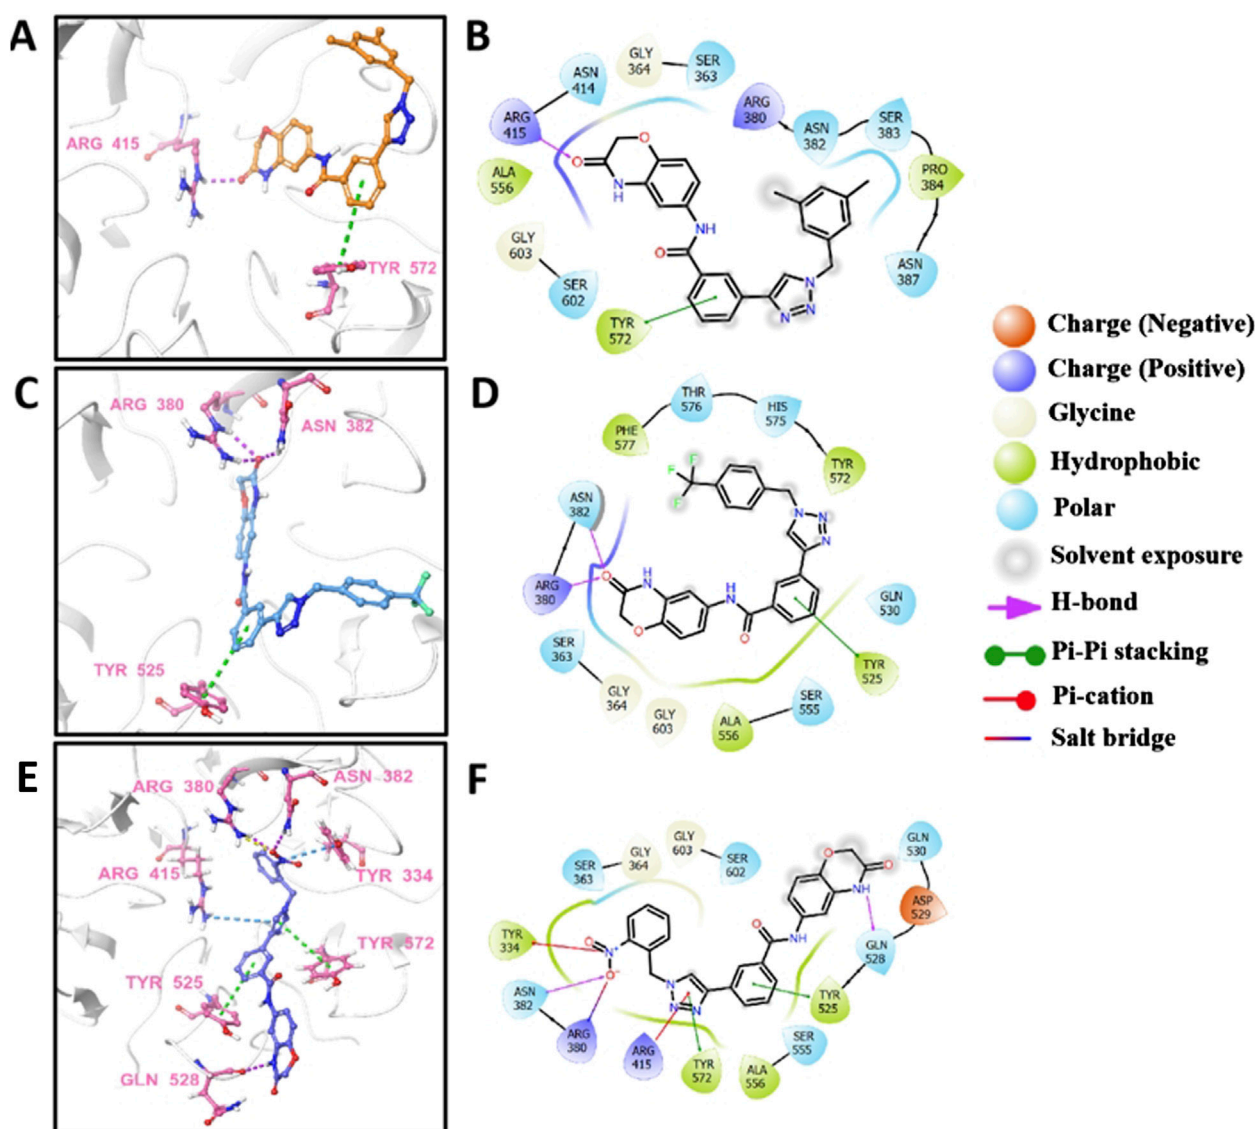 A
ARG 415
TYR 572
B
GLY
364
SER
363
ASN
414
ARG
415
ARG
380
ASN
382
SER
383
PRO
384
ALA
556
GLY
603
SER
602
ASN
387
TYR
572
O
O
N
H
NH
O
N
N
N
C
ARG 380
ASN 382
TYR 525
D
THR
576
HIS
575
PHE
577
TYR
572
ASN
382
ARG
380
GLN
530
SER
363
GLY
364
GLY
603
ALA
556
SER
555
TYR
525
F
F
F
N
N
N
O
H
N
H
N
O
O
E
ARG 380
ASN 382
ARG 415
TYR 334
TYR 572
TYR 525
GLN 528
F
SER
363
GLY
364
GLY
603
SER
602
GLN
530
ASP
529
GLN
528
TYR
334
ASN
382
ARG
380
ARG
415
TYR
572
ALA
556
SER
555
TYR
525
O
O
NH
O
NH
O
N+
O-
N
N
N
Charge (Negative)
Charge (Positive)
Glycine
Hydrophobic
Polar
Solvent exposure
H-bond
Pi-Pi stacking
Pi-cation
Salt bridge